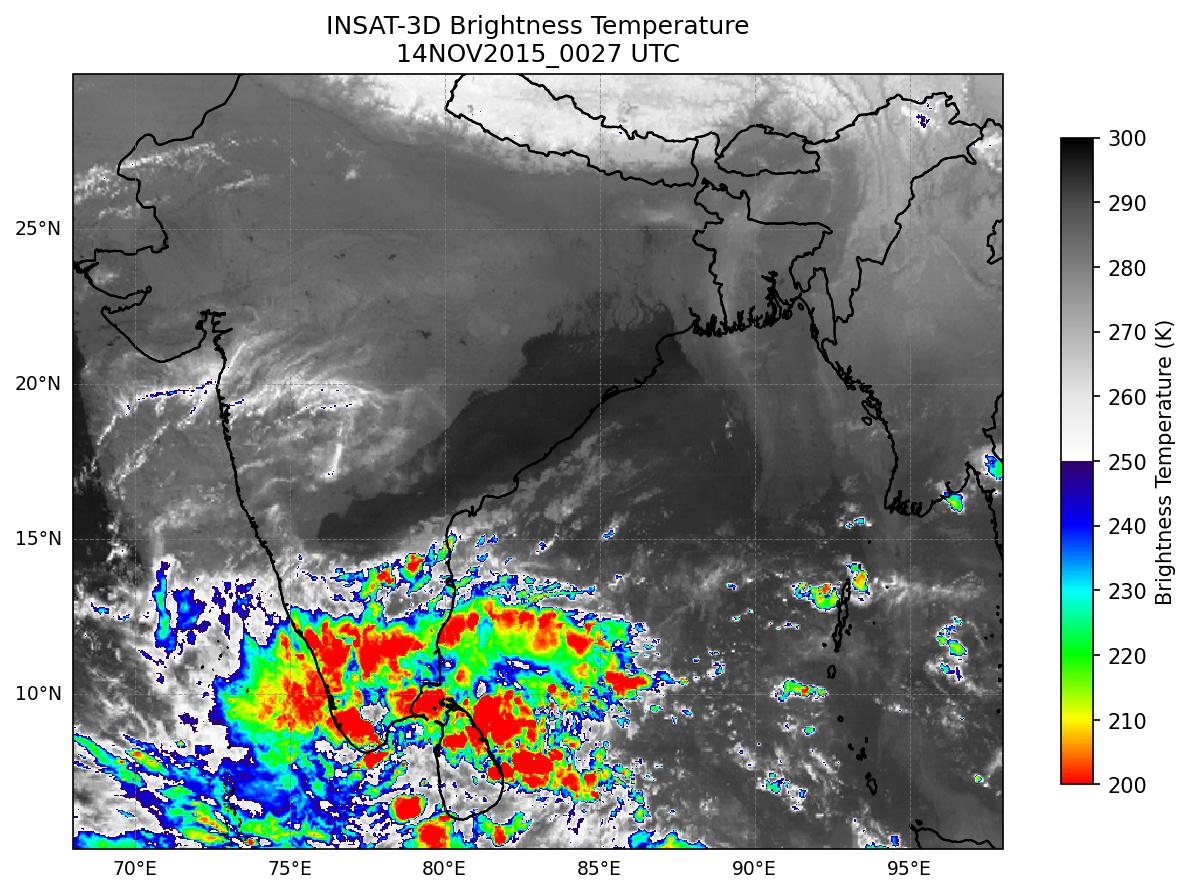 INSAT-3D Brightness Temperature
14NOV2015_0027 UTC
25°N
20°N
15°N
10°N
70°E
75°E
80°E
85°E
90°E
95°E
300
290
280
270
260
250
240
230
220
210
200
Brightness Temperature (K)